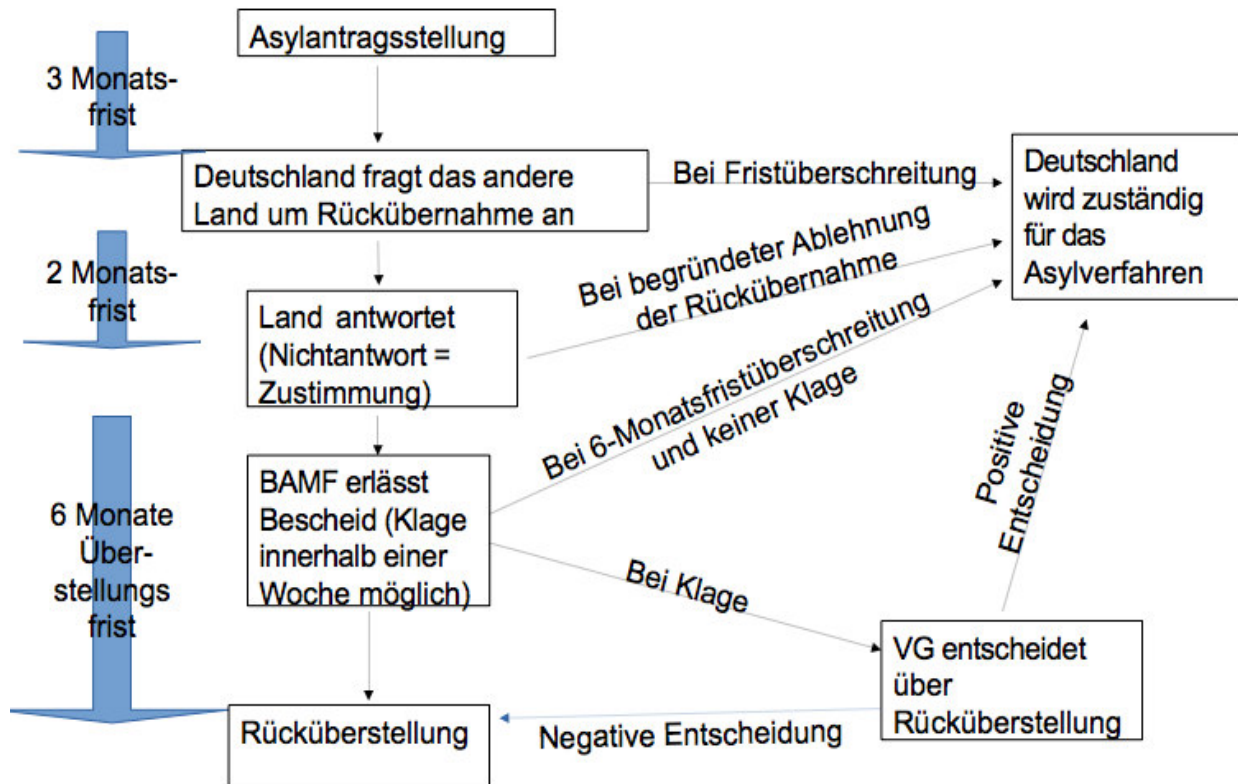 Asylantragsstellung
3 Monats-
frist
Deutschland fragt das andere
Land um Rückübernahme an
Bei Fristüberschreitung
Deutschland
wird zuständig
für das
Asylverfahren
2 Monats-
frist
Bei begründeter Ablehnung
der Rückübernahme
Land antwortet
(Nichtantwort =
Zustimmung)
Bei 6-Monatsfristüberschreitung
und keiner Klage
6 Monate
Über-
stellungs
frist
BAMF erlässt
Bescheid (Klage
innerhalb einer
Woche möglich)
Bei Klage
Positive
Entscheidung
VG entscheidet
über
Rücküberstellung
Rücküberstellung
Negative Entscheidung